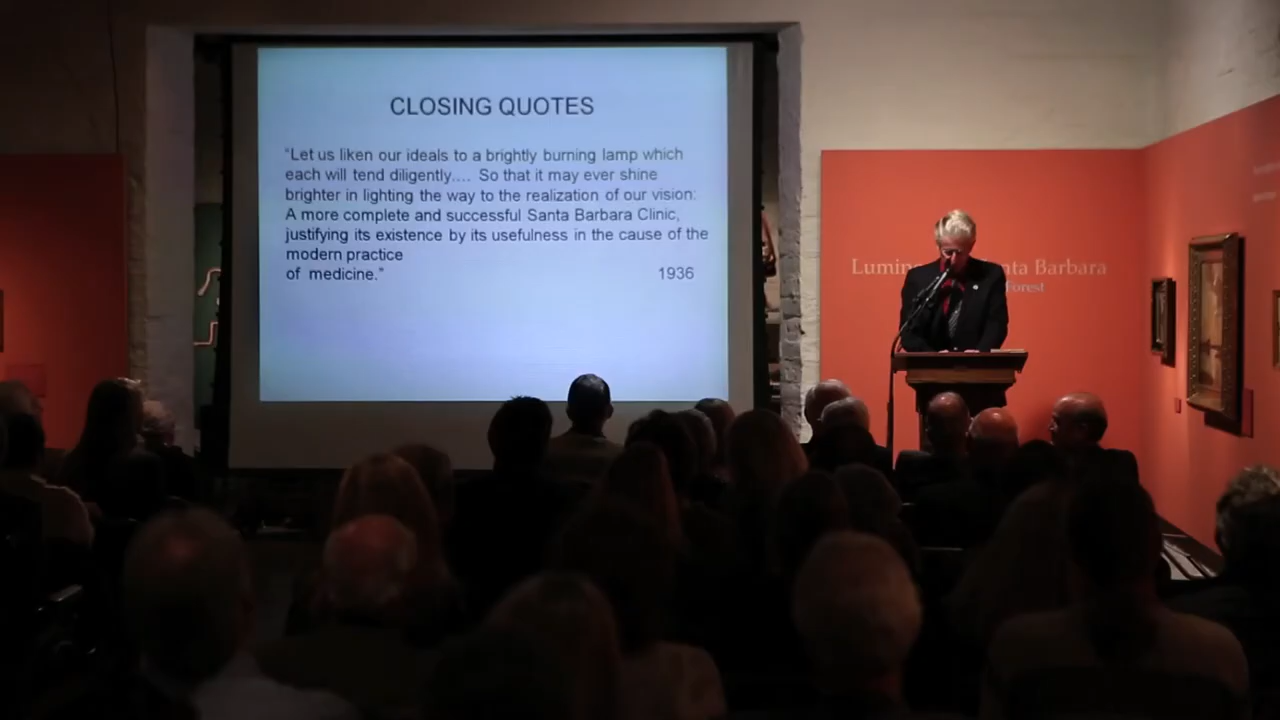 CLOSING QUOTES
“Let us liken our ideals to a brightly burning lamp which
each will tend diligently.... So that it may ever shine
brighter in lighting the way to the realization of our vision:
A more complete and successful Santa Barbara Clinic,
justifying its existence by its usefulness in the cause of the
modern practice
of medicine.” 1936
Barbara
Forest